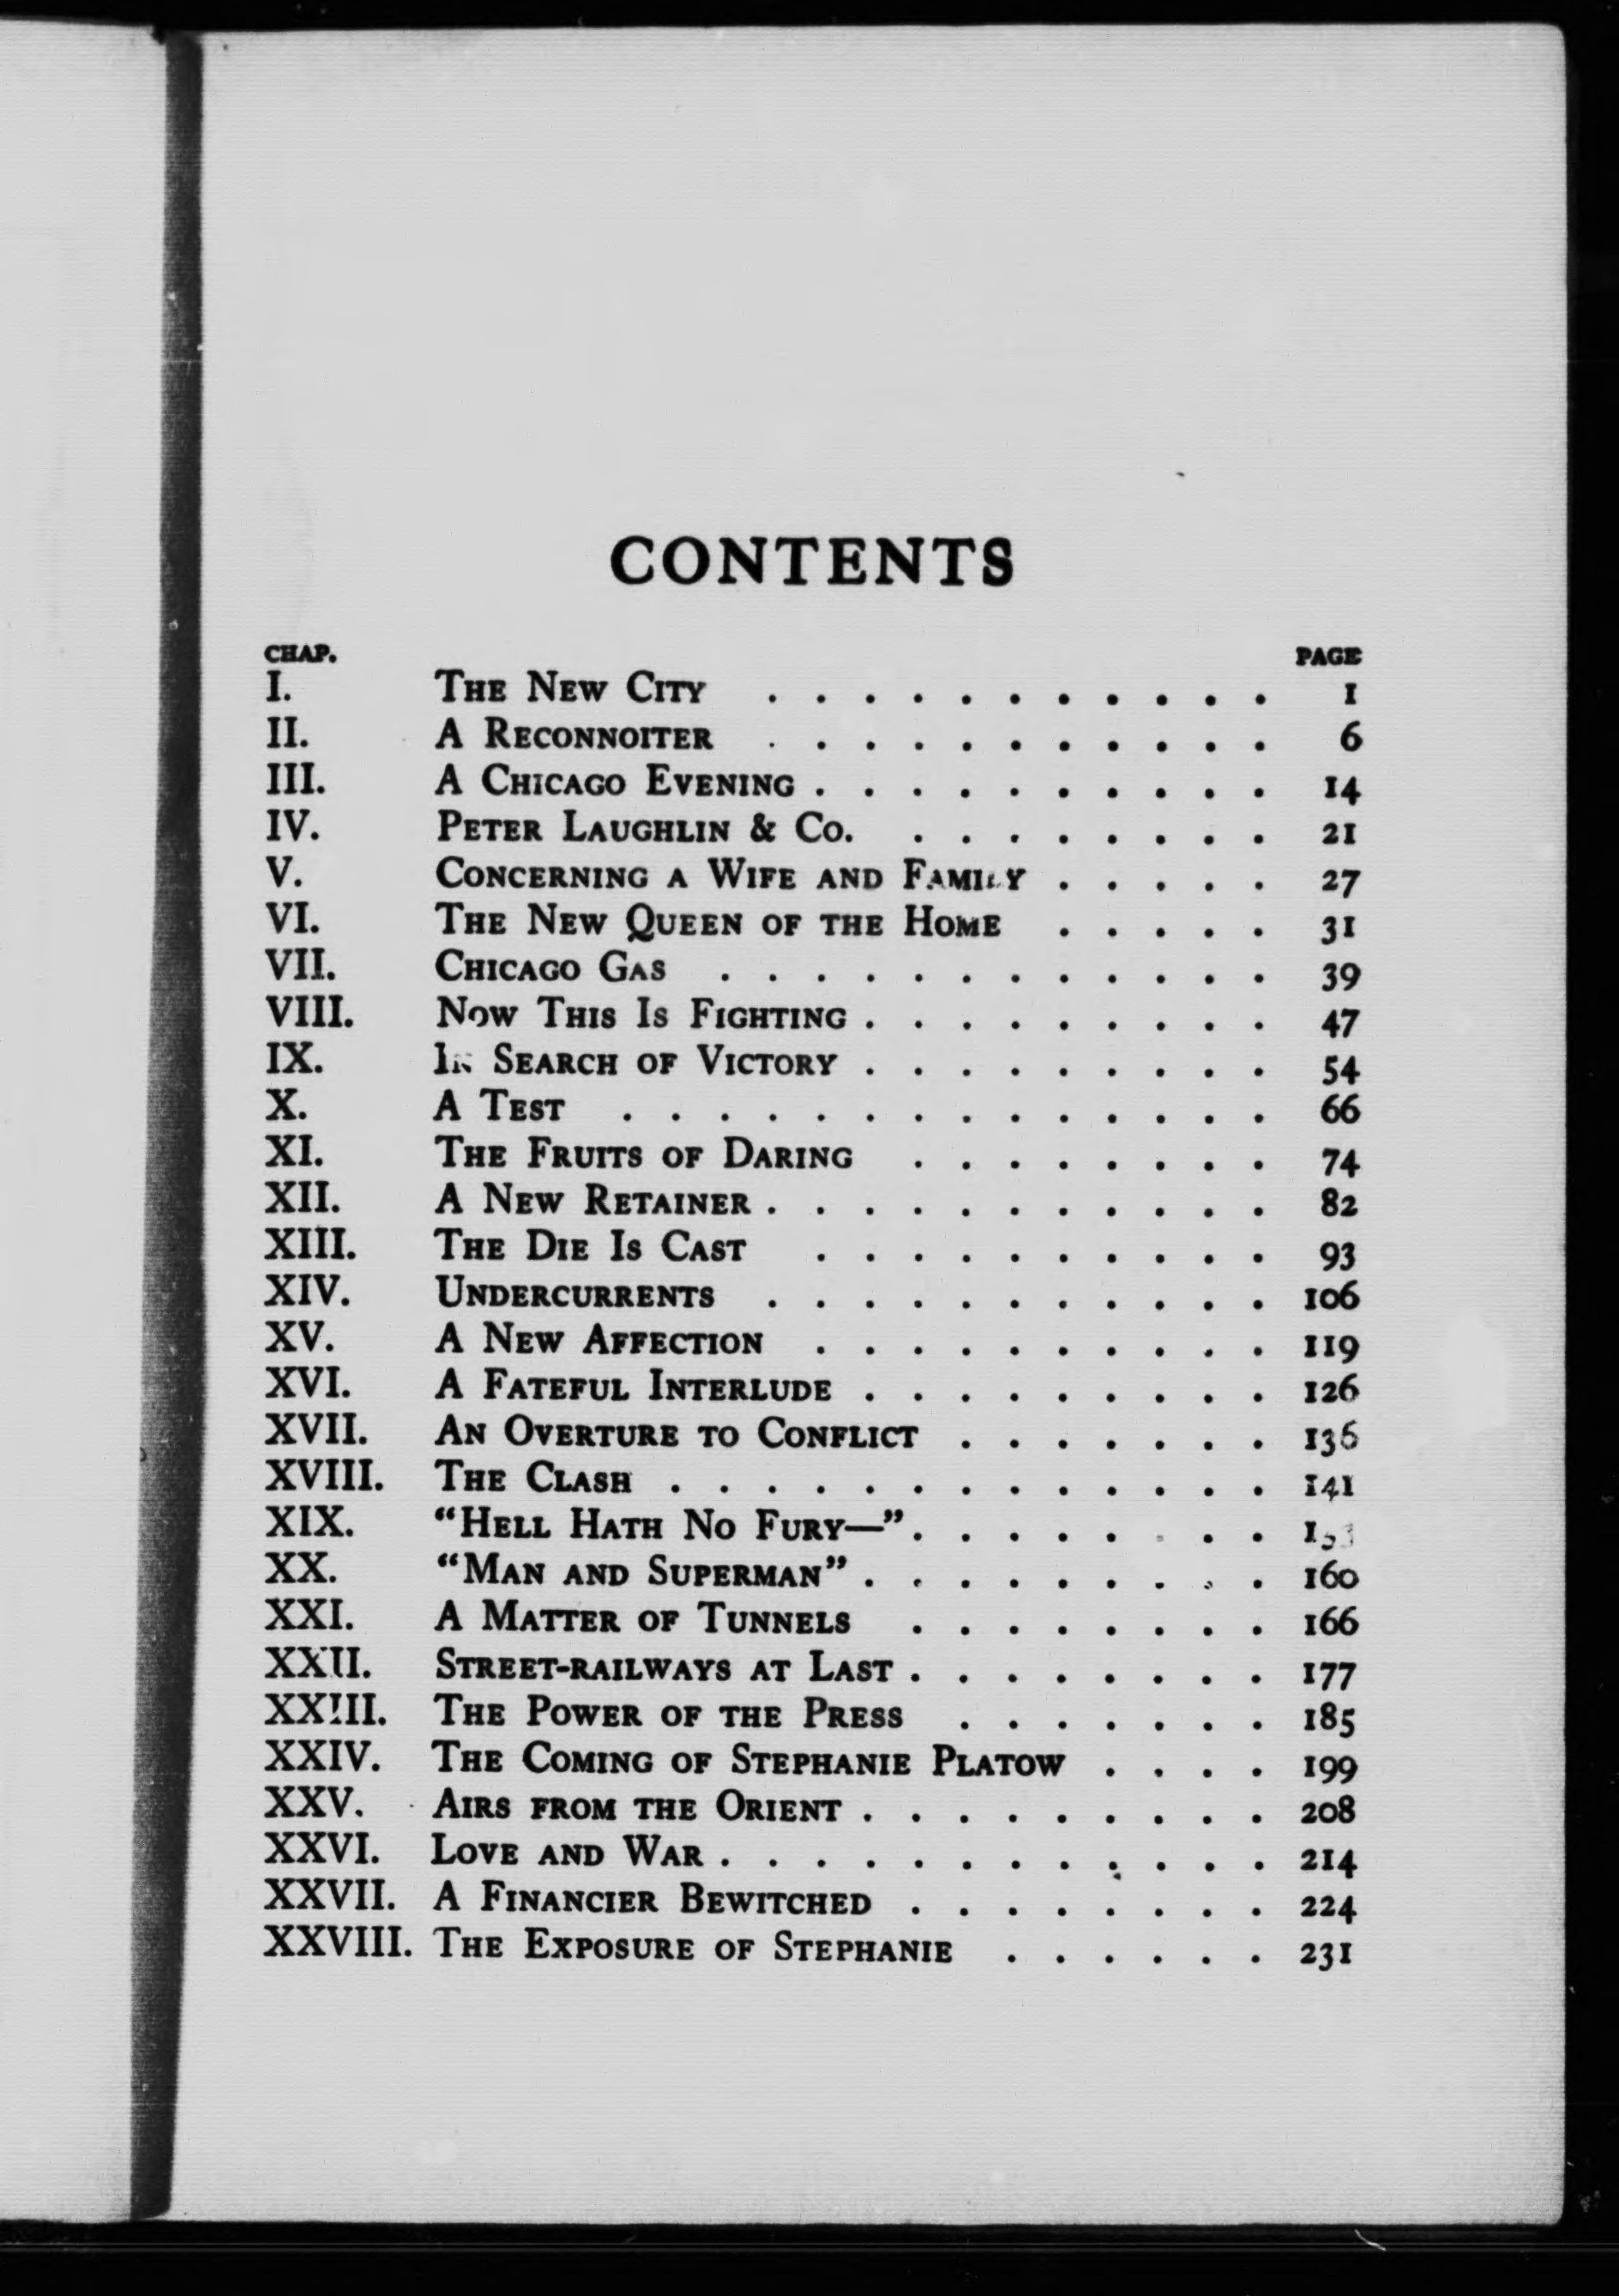 CONTENTS
CHAP. PAGE
I. The New City . . . . . . . . . . . 1
II. A Reconnoiter . . . . . . . . . . . 6
III. A Chicago Evening . . . . . . . . . . 14
IV. Peter Laughlin & Co. . . . . . . . . 21
V. Concerning a Wife and Family . . . . . 27
VI. The New Queen of the Home . . . . . 31
VII. Chicago Gas . . . . . . . . . . . . 39
VIII. Now This Is Fighting . . . . . . . . . 47
IX. In Search of Victory . . . . . . . . . 54
X. A Test . . . . . . . . . . . . . . 66
XI. The Fruits of Daring . . . . . . . . 74
XII. A New Retainer . . . . . . . . . . . 82
XIII. The Die Is Cast . . . . . . . . . . 93
XIV. Undercurrents . . . . . . . . . . . 106
XV. A New Affection . . . . . . . . . . 119
XVI. A Fateful Interlude . . . . . . . . . 126
XVII. An Overture to Conflict . . . . . . . 136
XVIII. The Clash . . . . . . . . . . . . . 141
XIX. "Hell Hath No Fury—" . . . . . . . .
XX. "Man and Superman" . . . . . . . . . 160
XXI. A Matter of Tunnels . . . . . . . . 166
XXII. Street-railways at Last . . . . . . . . 177
XXIII. The Power of the Press . . . . . . . 185
XXIV. The Coming of Stephanie Platow . . . . 199
XXV. Airs from the Orient . . . . . . . . . 208
XXVI. Love and War . . . . . . . . . . . . 214
XXVII. A Financier Bewitched . . . . . . . . 224
XXVIII. The Exposure of Stephanie . . . . . . 231